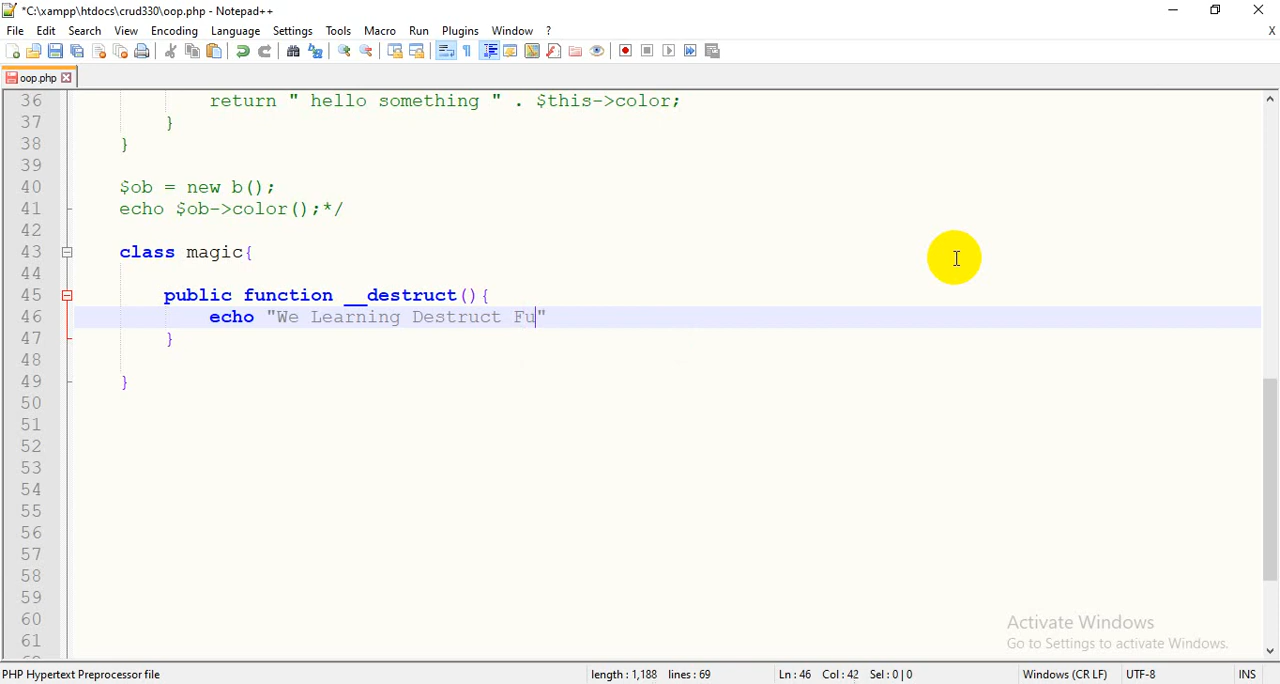 *C:\xampp\htdocs\crud330\oop.php - Notepad++
File Edit Search View Encoding Language Settings Tools Macro Run Plugins Window ? X
oop.php
36 return " hello something " . $this->color;
37 }
38 }
39
40 $ob = new b();
41 echo $ob->color();*/
42
43 class magic{
44
45 public function __destruct(){
46 echo "We Learning Destruct Fu"
47 }
48
49 }
50
51
52
53
54
55
56
57
58
59
60
61
Activate Windows
Go to Settings to activate Windows.
PHP Hypertext Preprocessor file length : 1,188 lines : 69 Ln : 46 Col : 42 Sel : 0 | 0 Windows (CR LF) UTF-8 INS